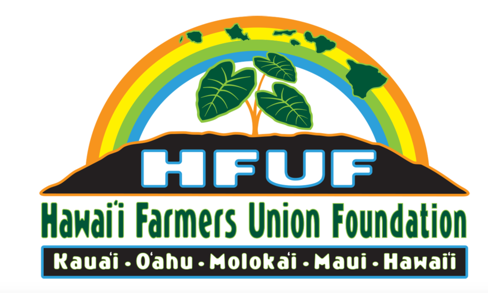 HFUF
Hawai'i Farmers Union Foundation
Kaua'i · O'ahu · Moloka'i · Maui · Hawai'i